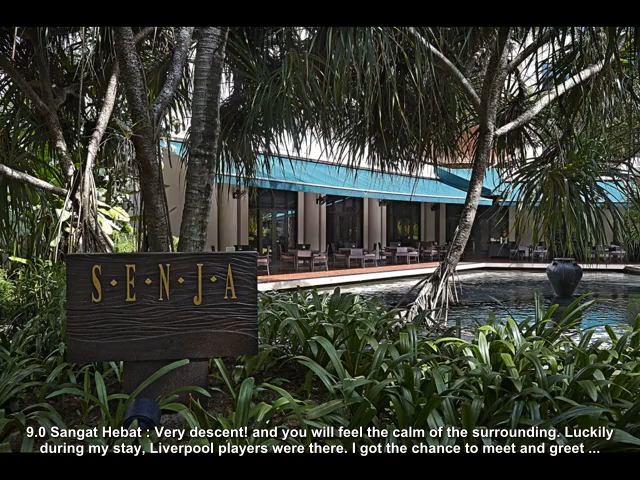 S·E·N·J·A
9.0 Sangat Hebat : Very descent! and you will feel the calm of the surrounding. Luckily
during my stay, Liverpool players were there. I got the chance to meet and greet ...